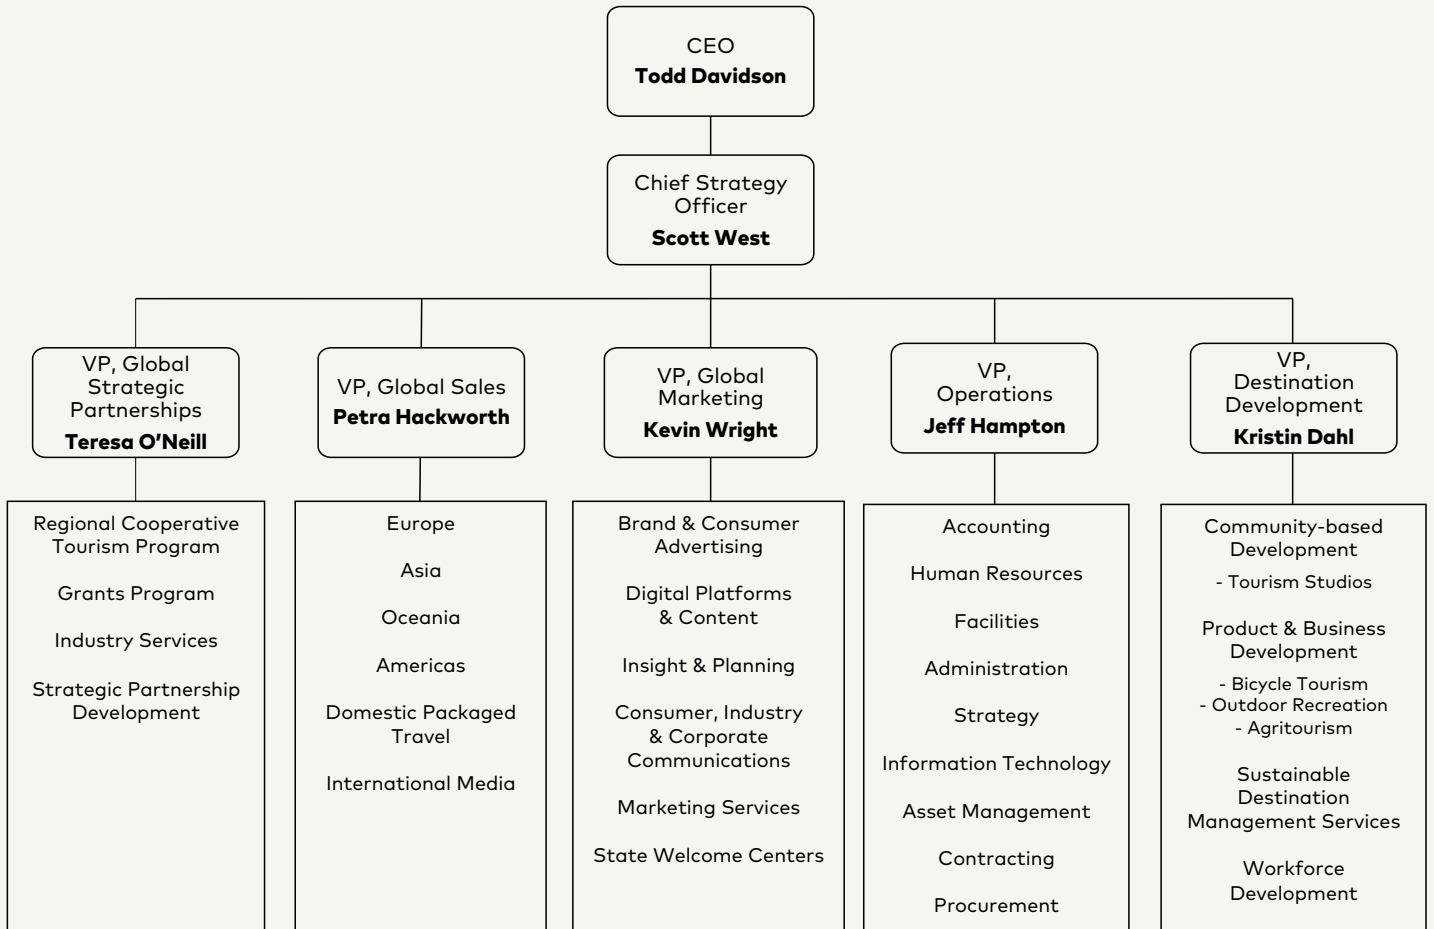 CEO
Todd Davidson
Chief Strategy
Officer
Scott West
VP, Global
Strategic
Partnerships
Teresa O’Neill
VP, Global Sales
Petra Hackworth
VP, Global
Marketing
Kevin Wright
VP,
Operations
Jeff Hampton
VP,
Destination
Development
Kristin Dahl
Regional Cooperative
Tourism Program
Grants Program
Industry Services
Strategic Partnership
Development
Europe
Asia
Oceania
Americas
Domestic Packaged
Travel
International Media
Brand & Consumer
Advertising
Digital Platforms
& Content
Insight & Planning
Consumer, Industry
& Corporate
Communications
Marketing Services
State Welcome Centers
Accounting
Human Resources
Facilities
Administration
Strategy
Information Technology
Asset Management
Contracting
Procurement
Community-based
Development
- Tourism Studios
Product & Business
Development
- Bicycle Tourism
- Outdoor Recreation
- Agritourism
Sustainable
Destination
Management Services
Workforce
Development